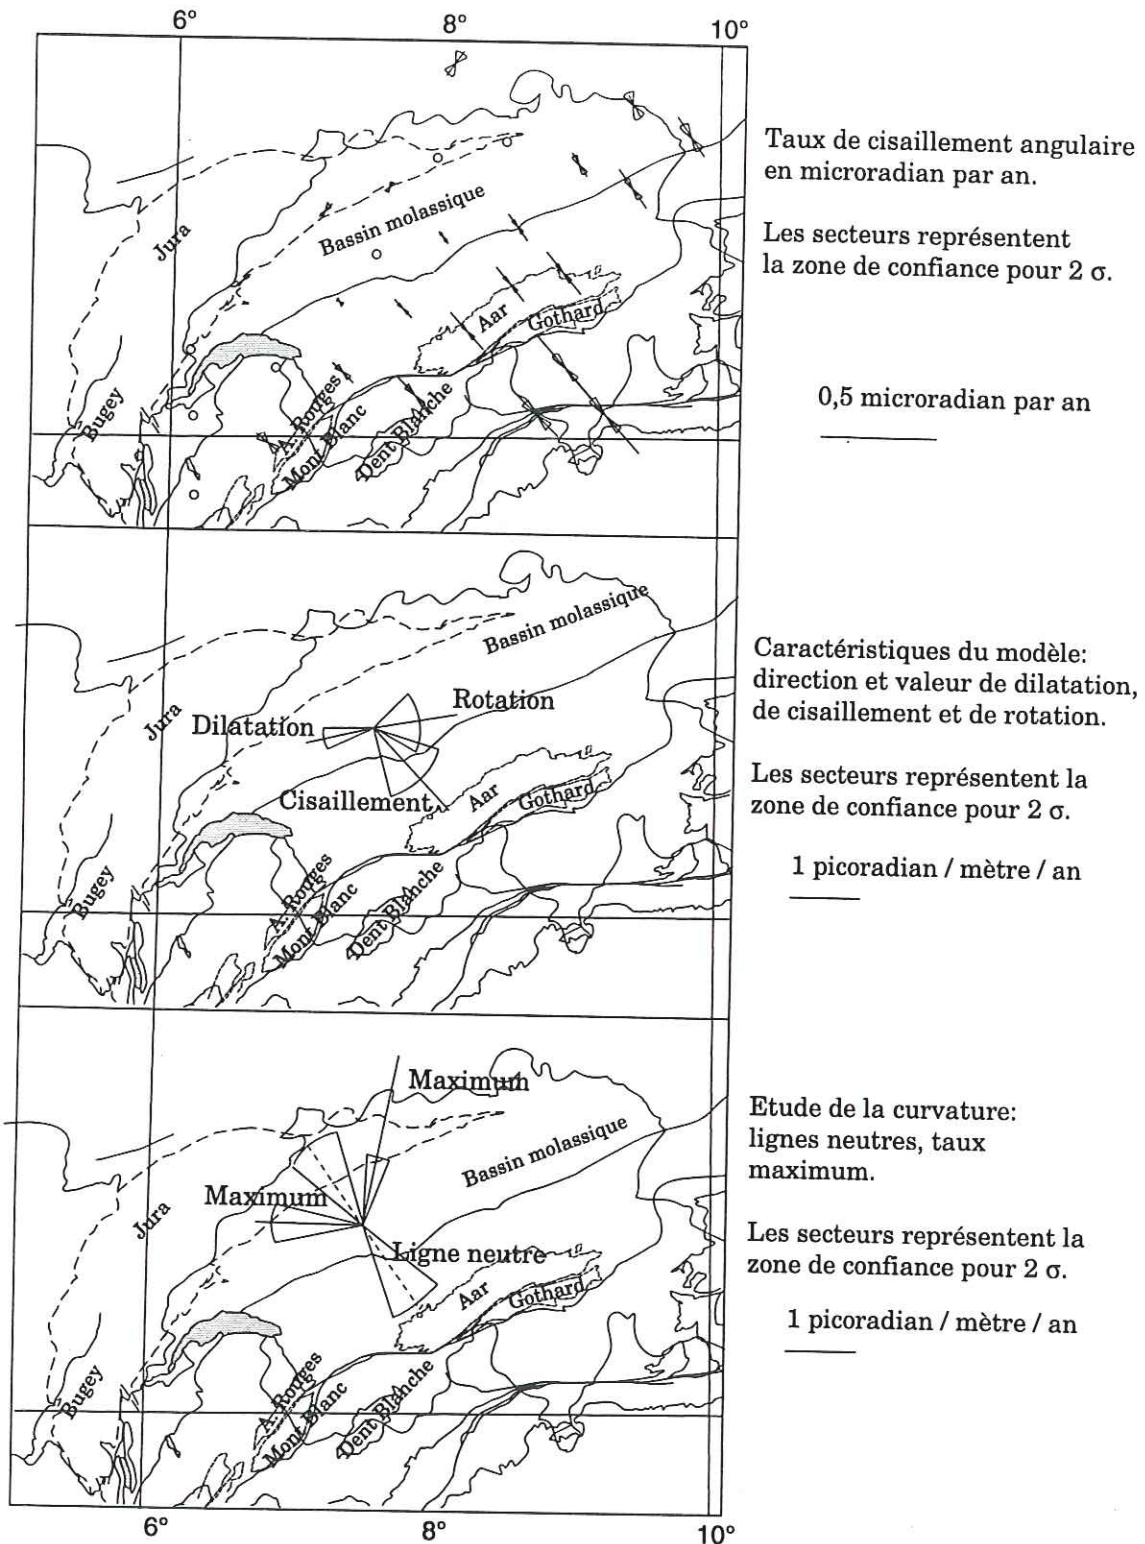 6° 8° 10°
Taux de cisaillement angulaire
en microradian par an.
Les secteurs représentent
la zone de confiance pour 2 σ.
0,5 microradian par an
Jura
Bassin molassique
Aar
Gothard
Bugey
A. Rouges
Mont Blanc
Dent Blanche
Bassin molassique
Caractéristiques du modèle:
direction et valeur de dilatation,
de cisaillement et de rotation.
Les secteurs représentent la
zone de confiance pour 2 σ.
1 picoradian / mètre / an
Rotation
Jura
Dilatation
Cisaillement
Aar
Gothard
Bugey
A. Rouges
Mont Blanc
Dent Blanche
Maximum
Etude de la curvature:
lignes neutres, taux
maximum.
Les secteurs représentent la
zone de confiance pour 2 σ.
1 picoradian / mètre / an
Bassin molassique
Jura
Maximum
Ligne neutre
Aar
Gothard
Bugey
A. Rouges
Mont Blanc
Dent Blanche
6° 8° 10°